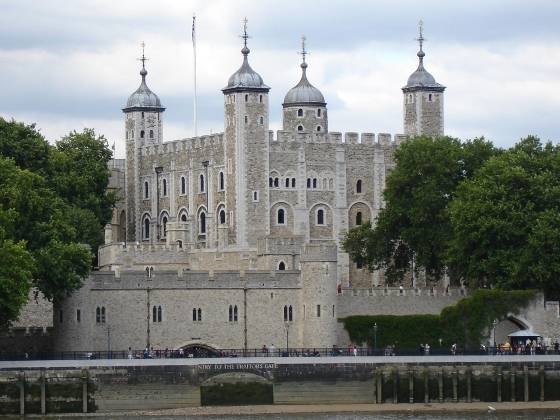 ENTRY TO THE TRAITORS GATE